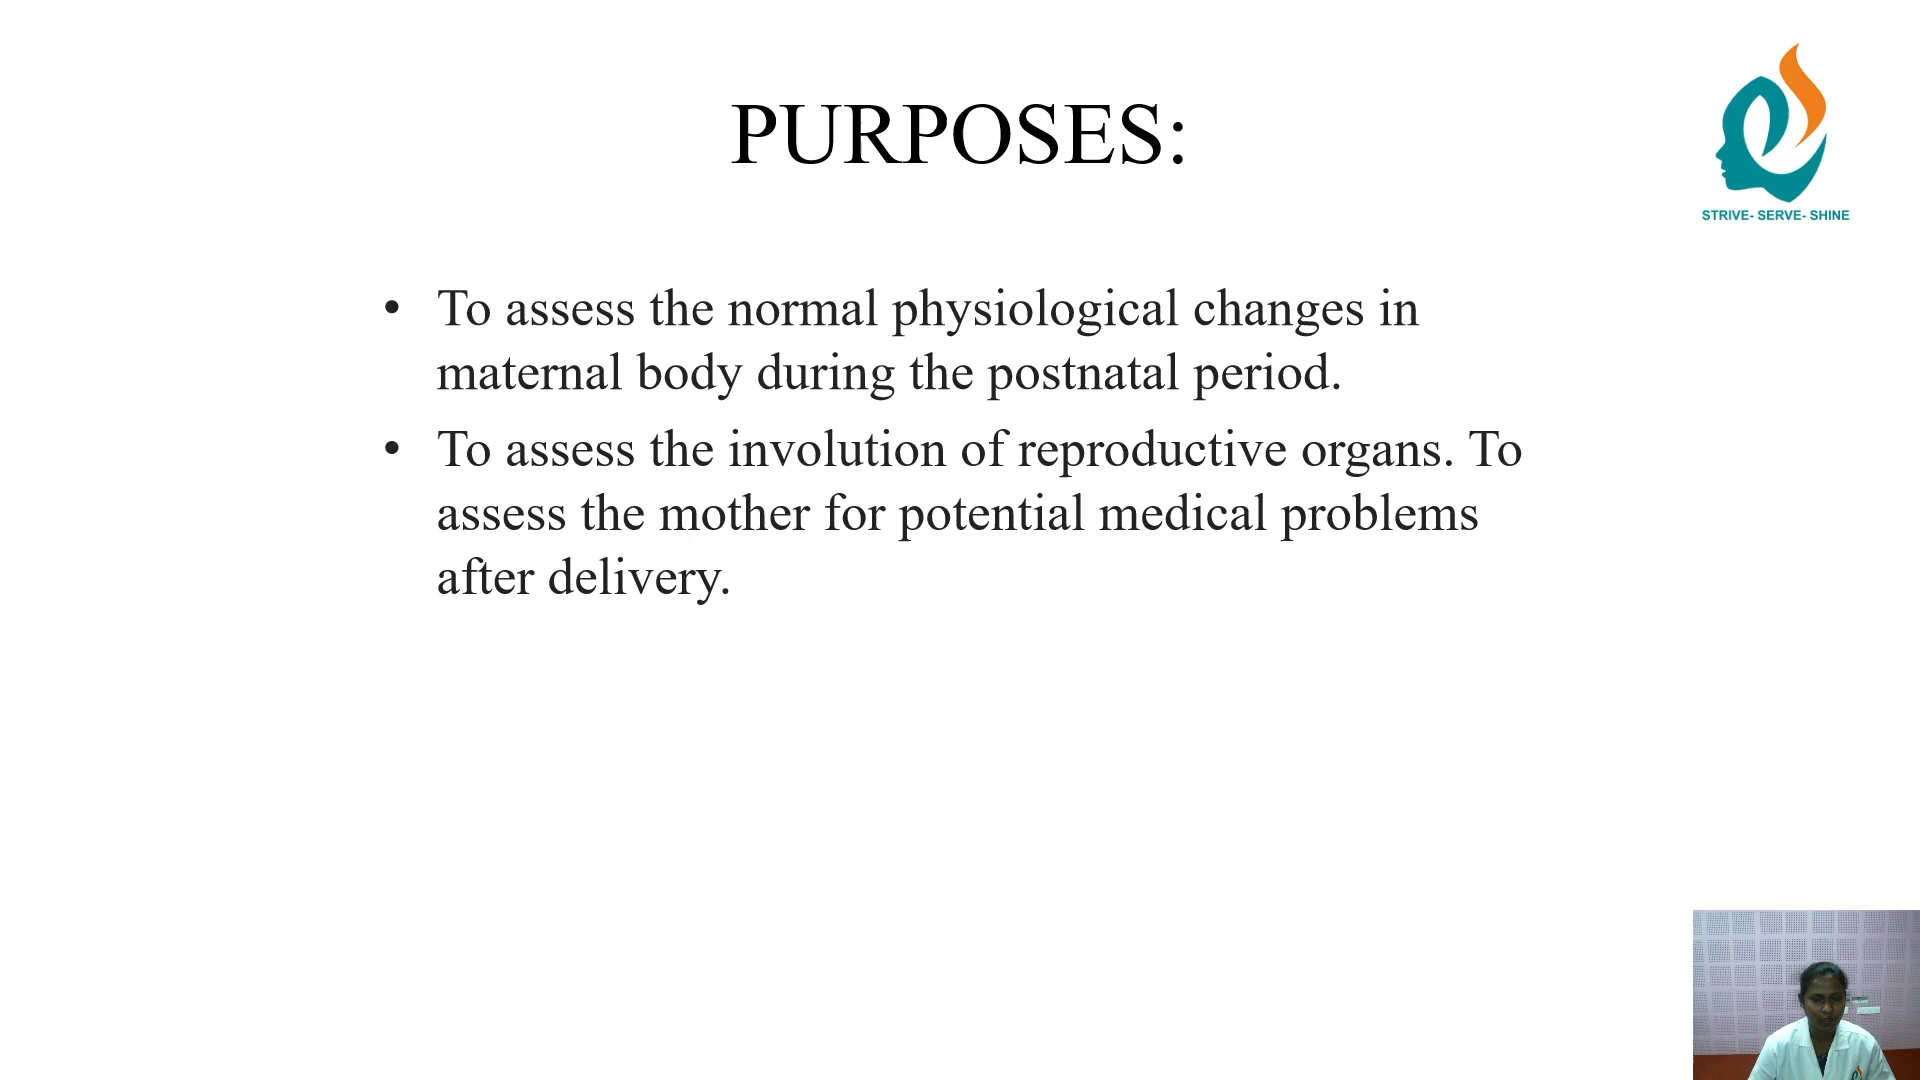 PURPOSES:
STRIVE- SERVE- SHINE
• To assess the normal physiological changes in
maternal body during the postnatal period.
• To assess the involution of reproductive organs. To
assess the mother for potential medical problems
after delivery.